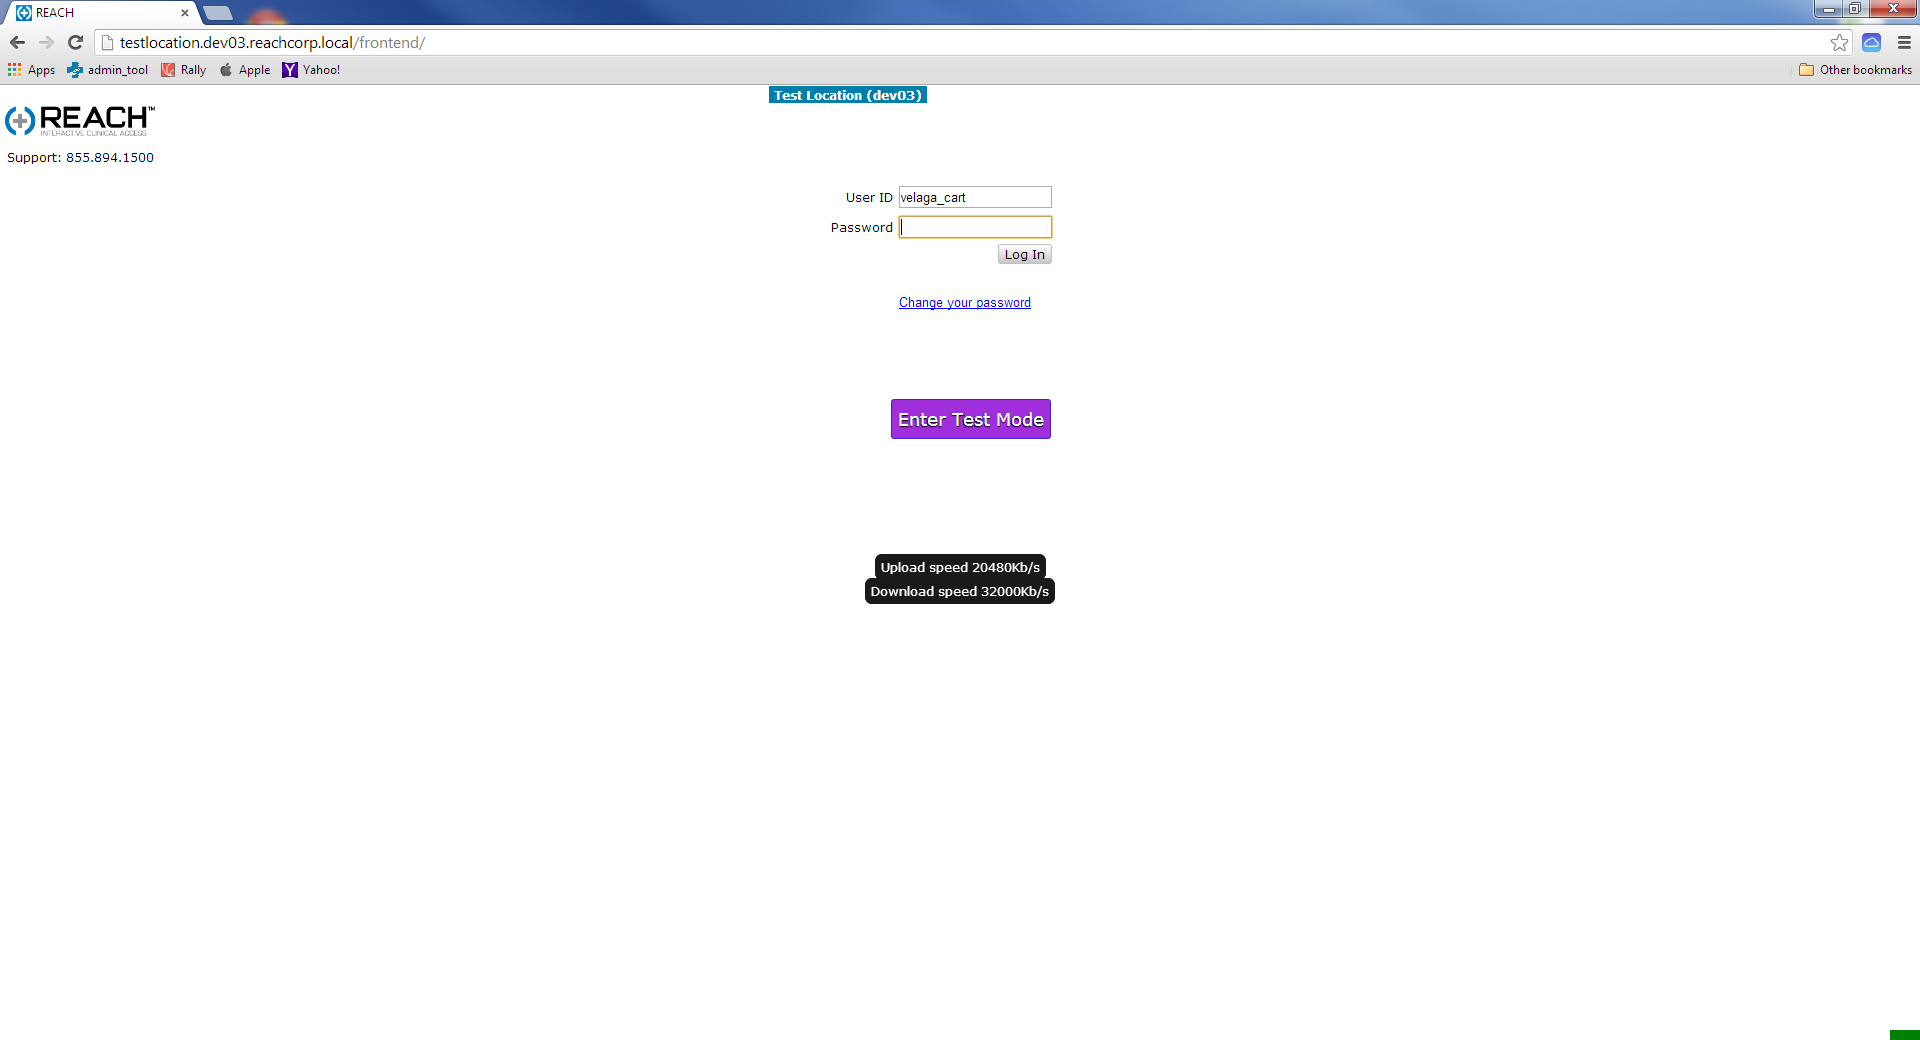 REACH
testlocation.dev03.reachcorp.local/frontend/
Apps admin_tool Rally Apple Yahoo! Other bookmarks
Test Location (dev03)
REACH™
INTERACTIVE CLINICAL ACCESS
Support: 855.894.1500
User ID velaga_cart
Password
Log In
Change your password
Enter Test Mode
Upload speed 20480Kb/s
Download speed 32000Kb/s